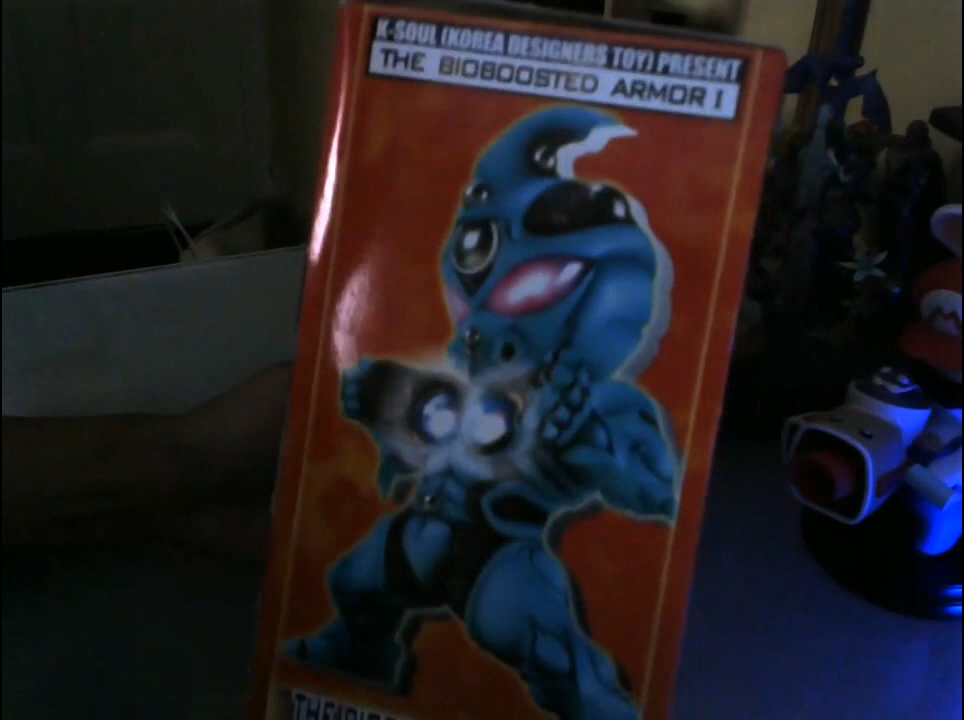 K-SOUL (KOREA DESIGNERS TOY) PRESENT
THE BIOBOOSTED ARMOR I
M